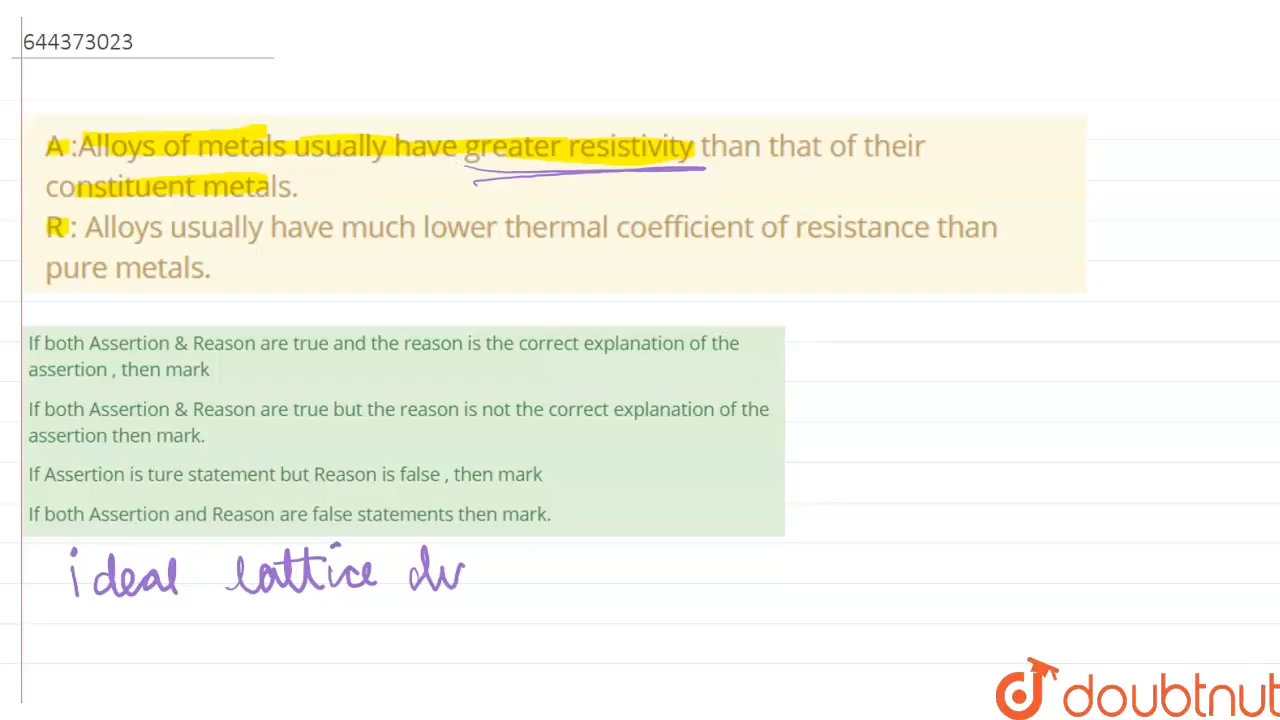 644373023
A :Alloys of metals usually have greater resistivity than that of their
constituent metals.
R : Alloys usually have much lower thermal coefficient of resistance than
pure metals.
If both Assertion & Reason are true and the reason is the correct explanation of the
assertion , then mark
If both Assertion & Reason are true but the reason is not the correct explanation of the
assertion then mark.
If Assertion is ture statement but Reason is false , then mark
If both Assertion and Reason are false statements then mark.
ideal lattice
doubtnut